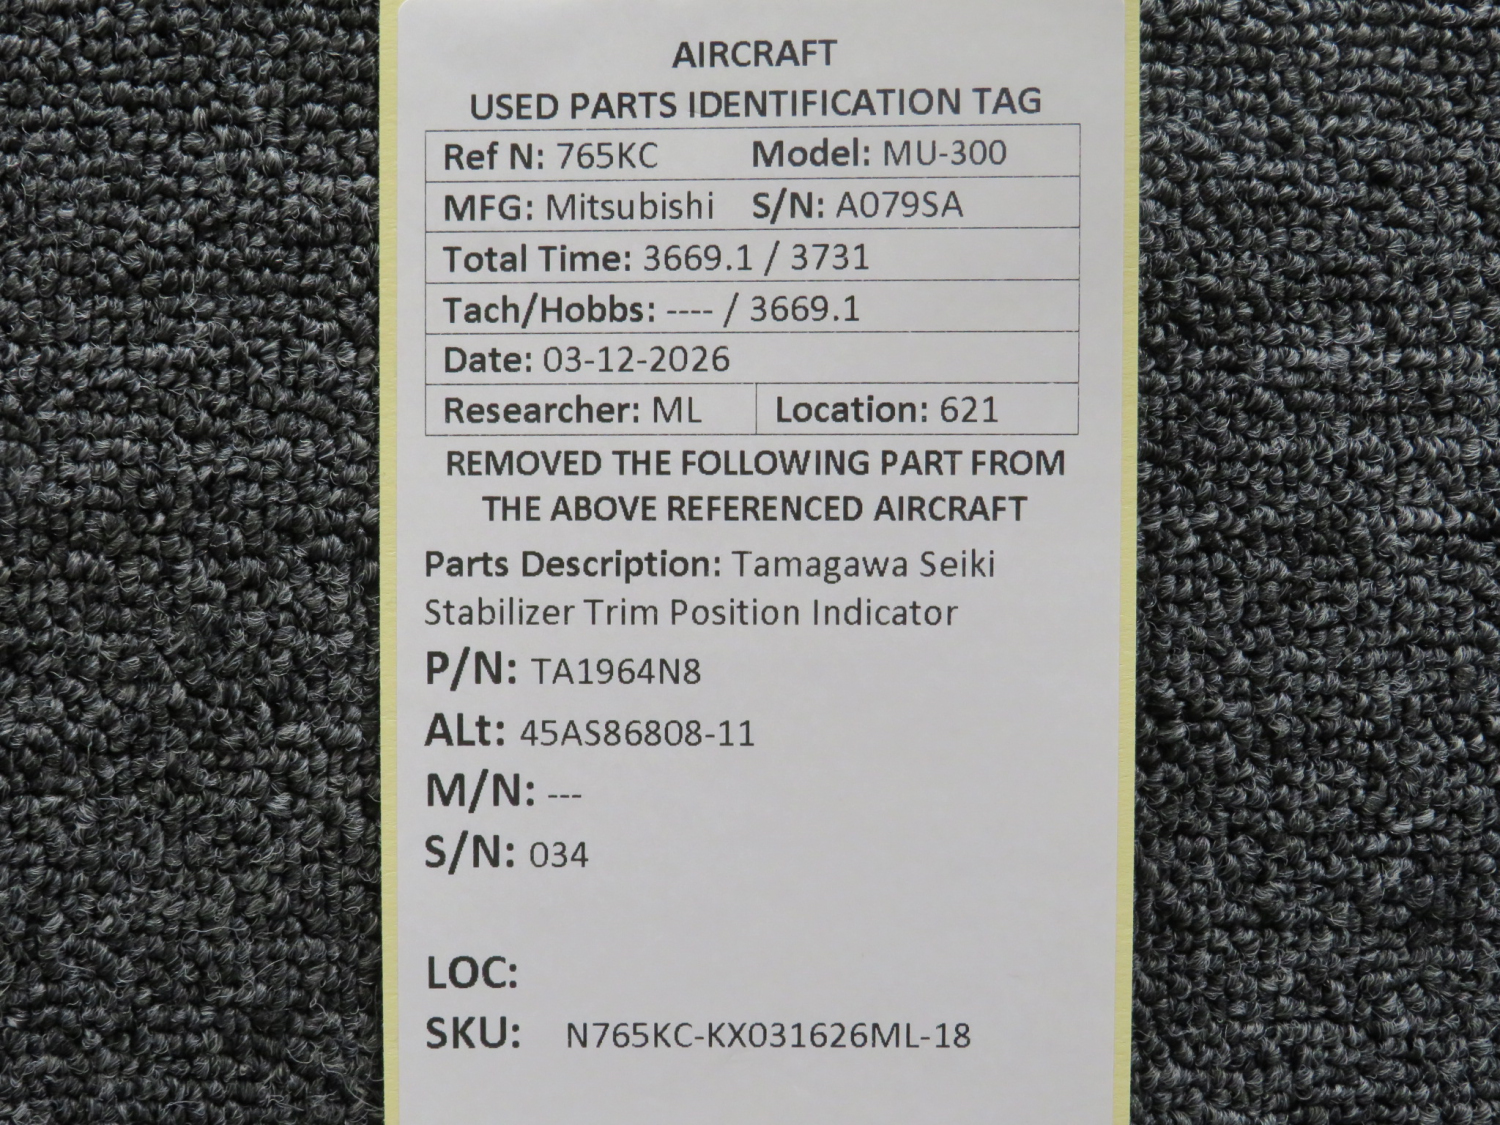 AIRCRAFT
USED PARTS IDENTIFICATION TAG
Ref N: 765KC Model: MU-300
MFG: Mitsubishi S/N: A079SA
Total Time: 3669.1 / 3731
Tach/Hobbs: ---- / 3669.1
Date: 03-12-2026
Researcher: ML Location: 621
REMOVED THE FOLLOWING PART FROM
THE ABOVE REFERENCED AIRCRAFT
Parts Description: Tamagawa Seiki
Stabilizer Trim Position Indicator
P/N: TA1964N8
ALt: 45AS86808-11
M/N: ---
S/N: 034
LOC:
SKU: N765KC-KX031626ML-18